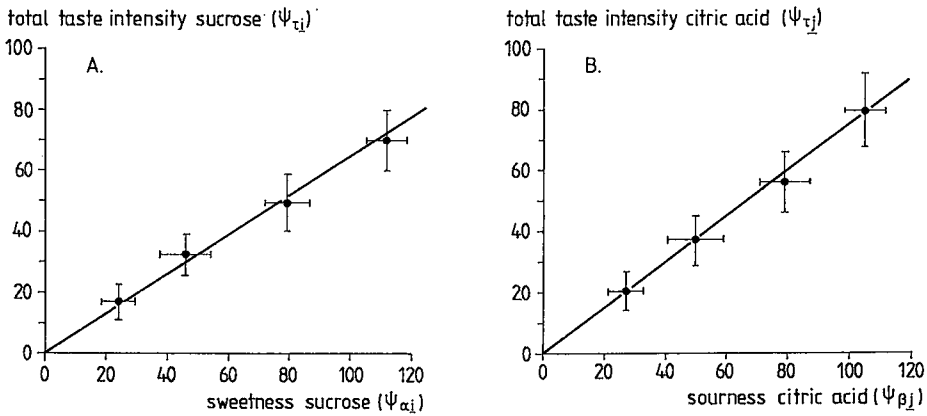 total taste intensity sucrose (ψτi)
A.
100
80
60
40
20
0
0 20 40 60 80 100 120
sweetness sucrose (ψαi)
total taste intensity citric acid (ψτj)
B.
100
80
60
40
20
0
0 20 40 60 80 100 120
sourness citric acid (ψβj)